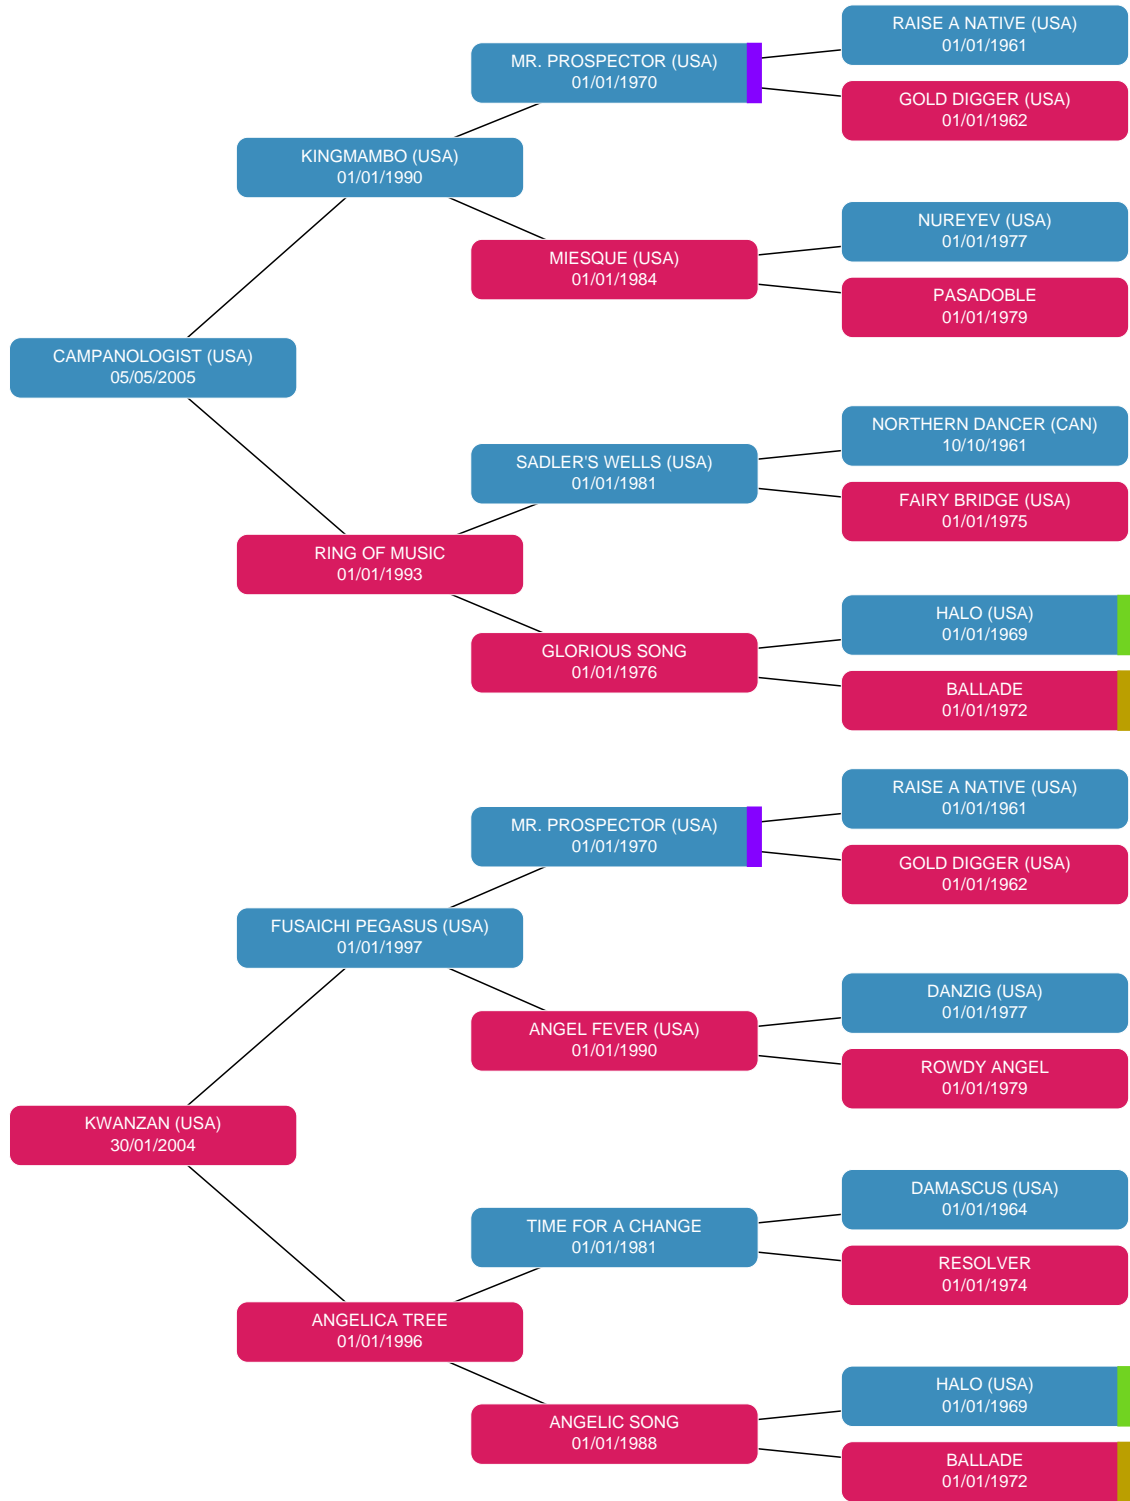 RAISE A NATIVE (USA)
01/01/1961
MR. PROSPECTOR (USA)
01/01/1970
GOLD DIGGER (USA)
01/01/1962
KINGMAMBO (USA)
01/01/1990
NUREYEV (USA)
01/01/1977
MIESQUE (USA)
01/01/1984
PASADOBLE
01/01/1979
CAMPANOLOGIST (USA)
05/05/2005
NORTHERN DANCER (CAN)
10/10/1961
SADLER'S WELLS (USA)
01/01/1981
FAIRY BRIDGE (USA)
01/01/1975
RING OF MUSIC
01/01/1993
HALO (USA)
01/01/1969
GLORIOUS SONG
01/01/1976
BALLADE
01/01/1972
RAISE A NATIVE (USA)
01/01/1961
MR. PROSPECTOR (USA)
01/01/1970
GOLD DIGGER (USA)
01/01/1962
FUSAICHI PEGASUS (USA)
01/01/1997
DANZIG (USA)
01/01/1977
ANGEL FEVER (USA)
01/01/1990
ROWDY ANGEL
01/01/1979
KWANZAN (USA)
30/01/2004
DAMASCUS (USA)
01/01/1964
TIME FOR A CHANGE
01/01/1981
RESOLVER
01/01/1974
ANGELICA TREE
01/01/1996
HALO (USA)
01/01/1969
ANGELIC SONG
01/01/1988
BALLADE
01/01/1972